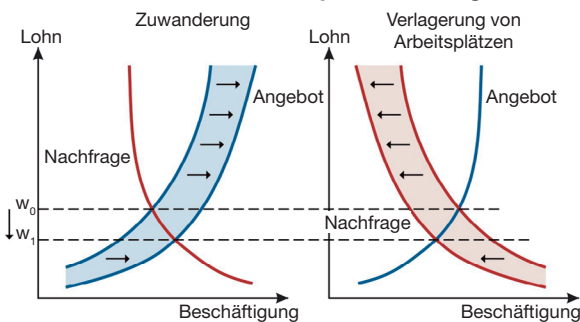 Zuwanderung
Verlagerung von
Arbeitsplätzen
Lohn
Lohn
Angebot
Angebot
Nachfrage
w0
Nachfrage
w1
Beschäftigung
Beschäftigung